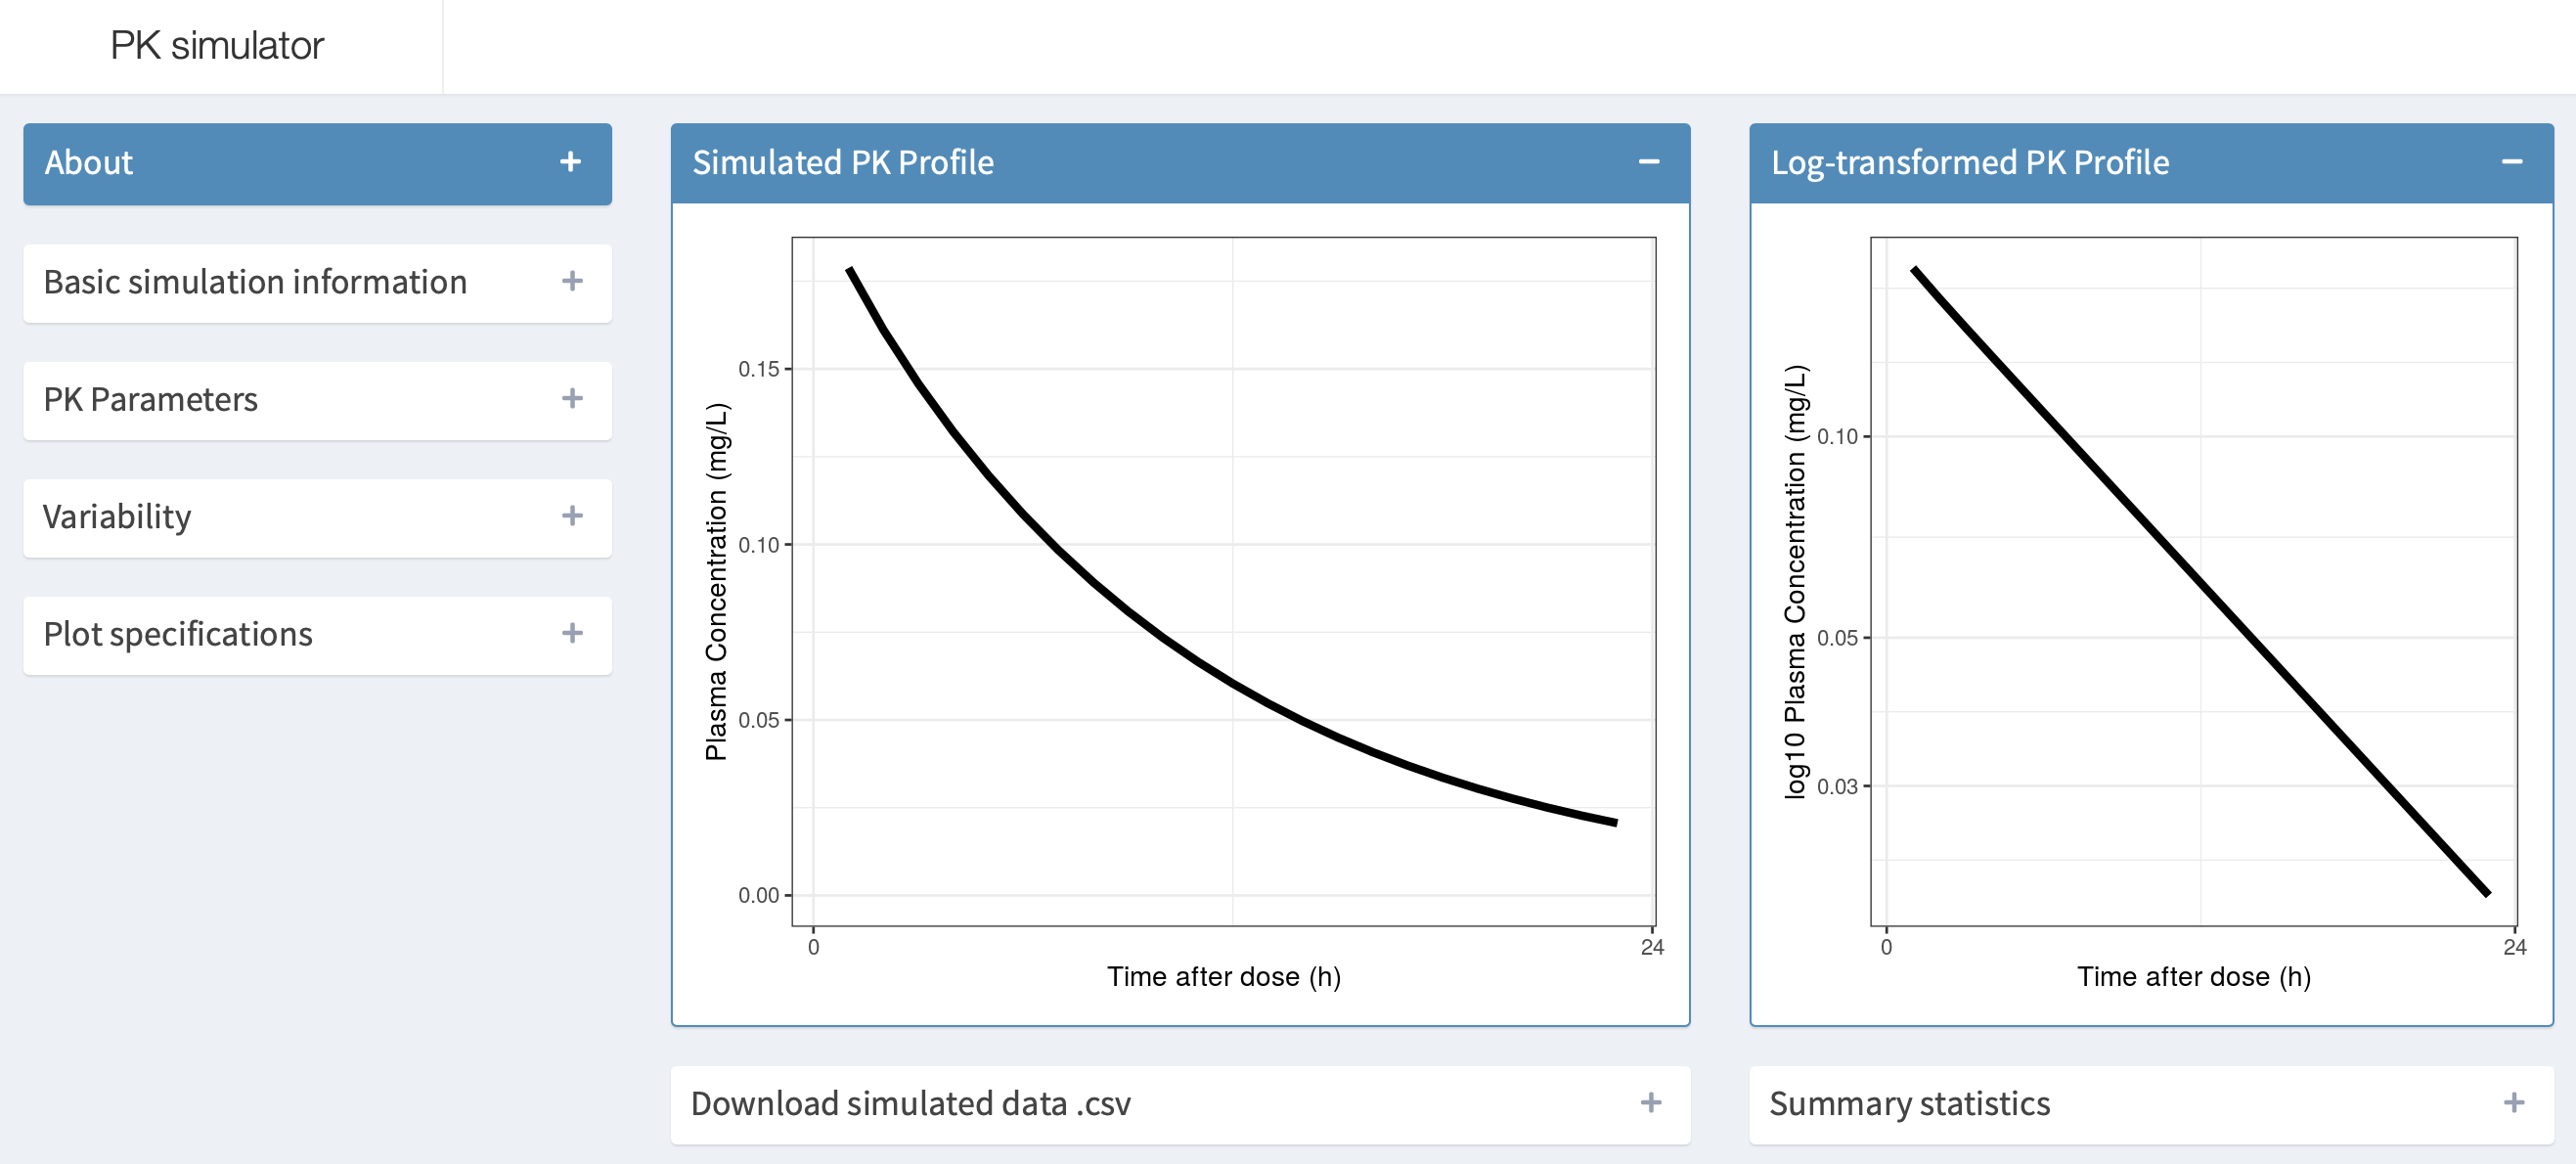 PK simulator
About
Basic simulation information
PK Parameters
Variability
Plot specifications
Simulated PK Profile
Plasma Concentration (mg/L)
0.15
0.10
0.05
0.00
0
24
Time after dose (h)
Log-transformed PK Profile
log10 Plasma Concentration (mg/L)
0.10
0.05
0.03
0
24
Time after dose (h)
Download simulated data .csv
Summary statistics